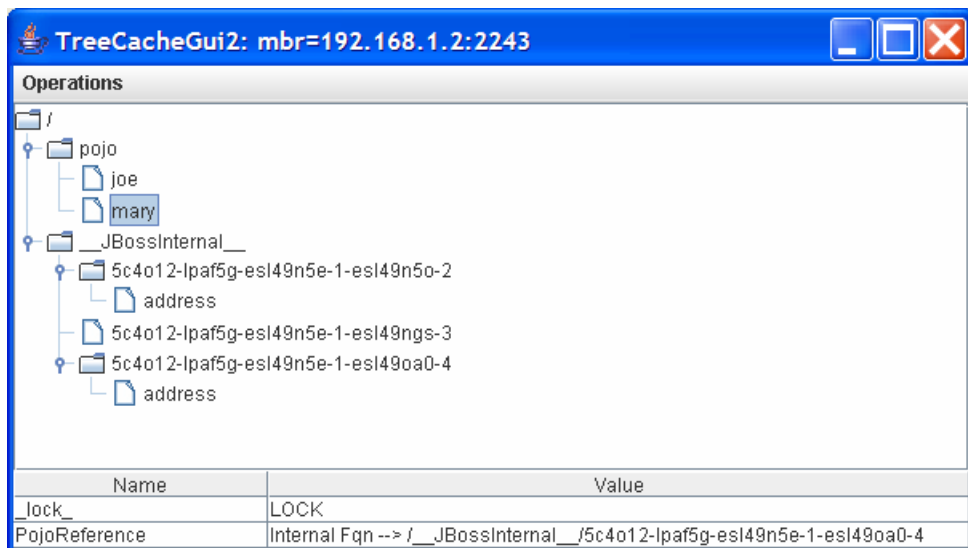 TreeCacheGui2: mbr=192.168.1.2:2243
Operations
/
pojo
joe
mary
__JBossInternal__
5c4o12-lpaf5g-esl49n5e-1-esl49n5o-2
address
5c4o12-lpaf5g-esl49n5e-1-esl49ngs-3
5c4o12-lpaf5g-esl49n5e-1-esl49oa0-4
address
Name Value
_lock_ LOCK
PojoReference Internal Fqn --> /__JBossInternal__/5c4o12-lpaf5g-esl49n5e-1-esl49oa0-4